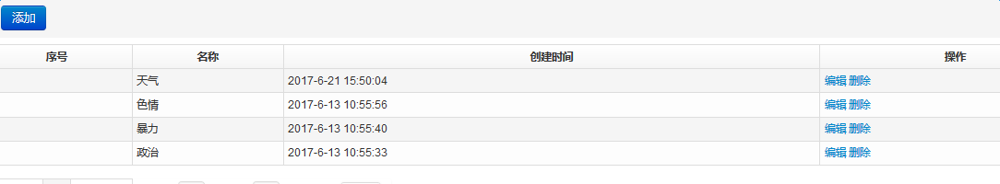 添加
序号 名称 创建时间 操作
天气 2017-6-21 15:50:04 编辑 删除
色情 2017-6-13 10:55:56 编辑 删除
暴力 2017-6-13 10:55:40 编辑 删除
政治 2017-6-13 10:55:33 编辑 删除